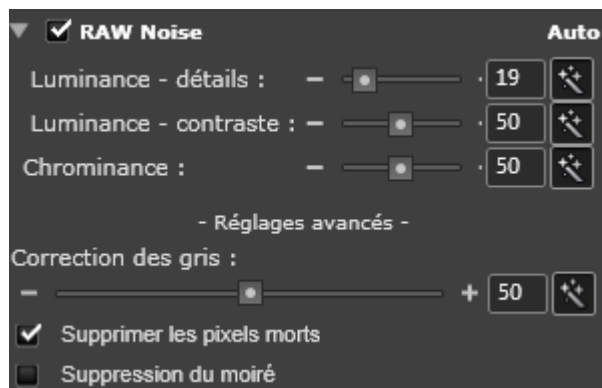 RAW Noise Auto
Luminance - détails : 19
Luminance - contraste : 50
Chrominance : 50
- Réglages avancés -
Correction des gris :
50
Supprimer les pixels morts
Suppression du moiré